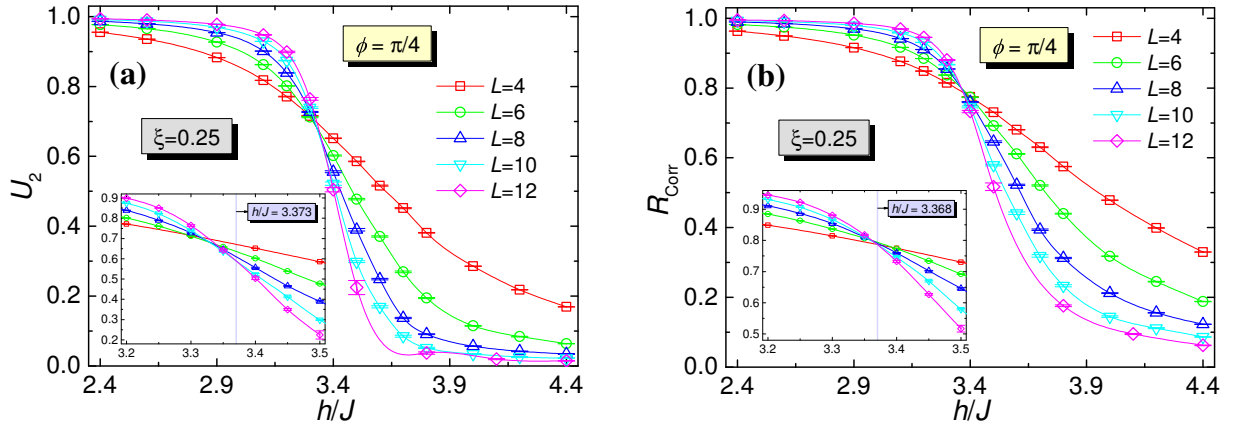 (a)
ϕ = π/4
ξ=0.25
L=4
L=6
L=8
L=10
L=12
U2
1.0
0.8
0.6
0.4
0.2
0.0
2.4 2.9 3.4 3.9 4.4
h/J
h/J = 3.373
0.9
0.8
0.7
0.6
0.5
0.4
0.3
0.2
3.2 3.3 3.4 3.5
(b)
ϕ = π/4
ξ=0.25
L=4
L=6
L=8
L=10
L=12
RCorr
1.0
0.8
0.6
0.4
0.2
0.0
2.4 2.9 3.4 3.9 4.4
h/J
h/J = 3.368
0.9
0.8
0.7
0.6
0.5
3.2 3.3 3.4 3.5